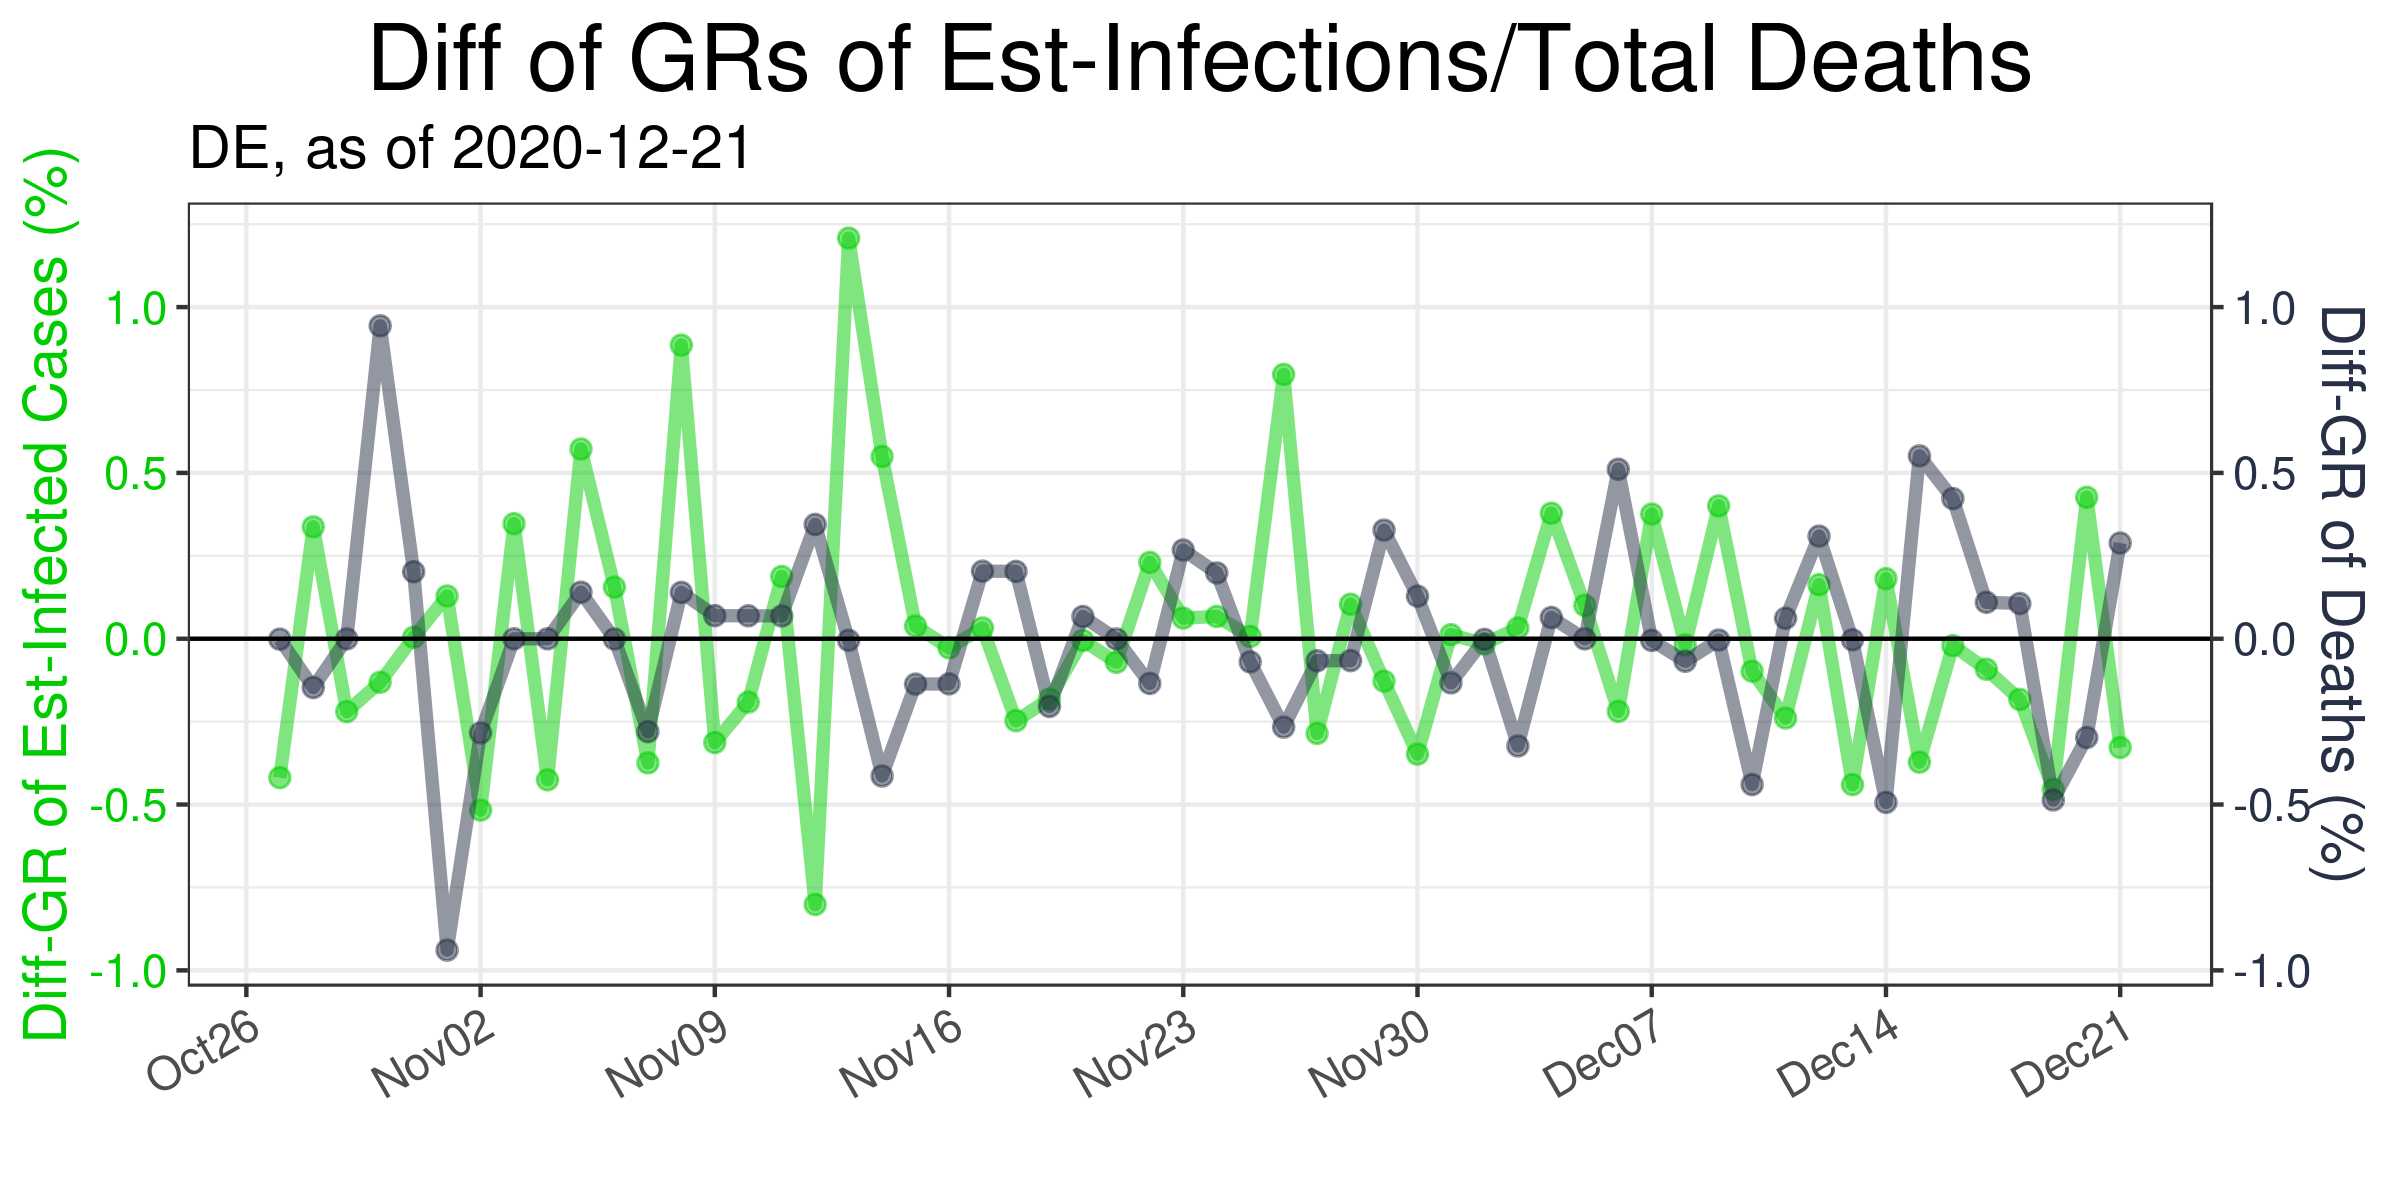 Diff of GRs of Est-Infections/Total Deaths
DE, as of 2020-12-21
Diff-GR of Est-Infected Cases (%)
1.0
0.5
0.0
-0.5
-1.0
1.0
0.5
0.0
-0.5
-1.0
Diff-GR of Deaths (%)
Oct26 Nov02 Nov09 Nov16 Nov23 Nov30 Dec07 Dec14 Dec21